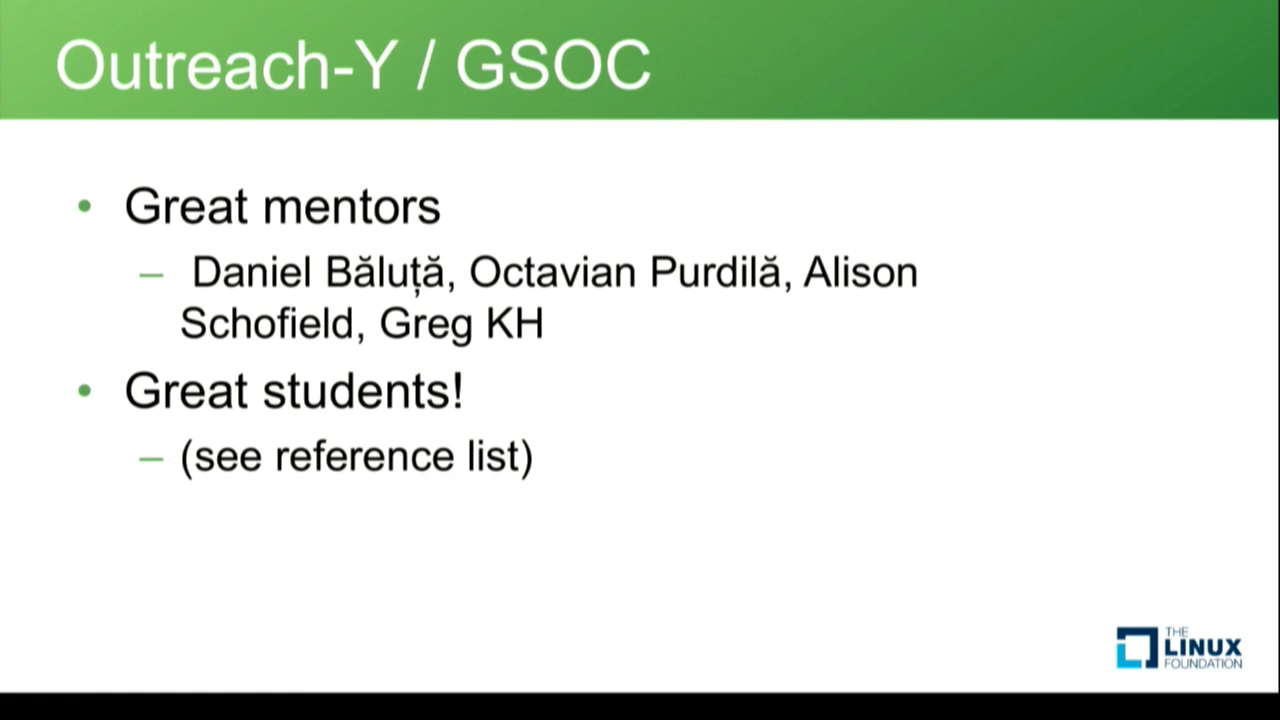 Outreach-Y / GSOC
• Great mentors
– Daniel Băluță, Octavian Purdilă, Alison
Schofield, Greg KH
• Great students!
– (see reference list)
THE
LINUX
FOUNDATION